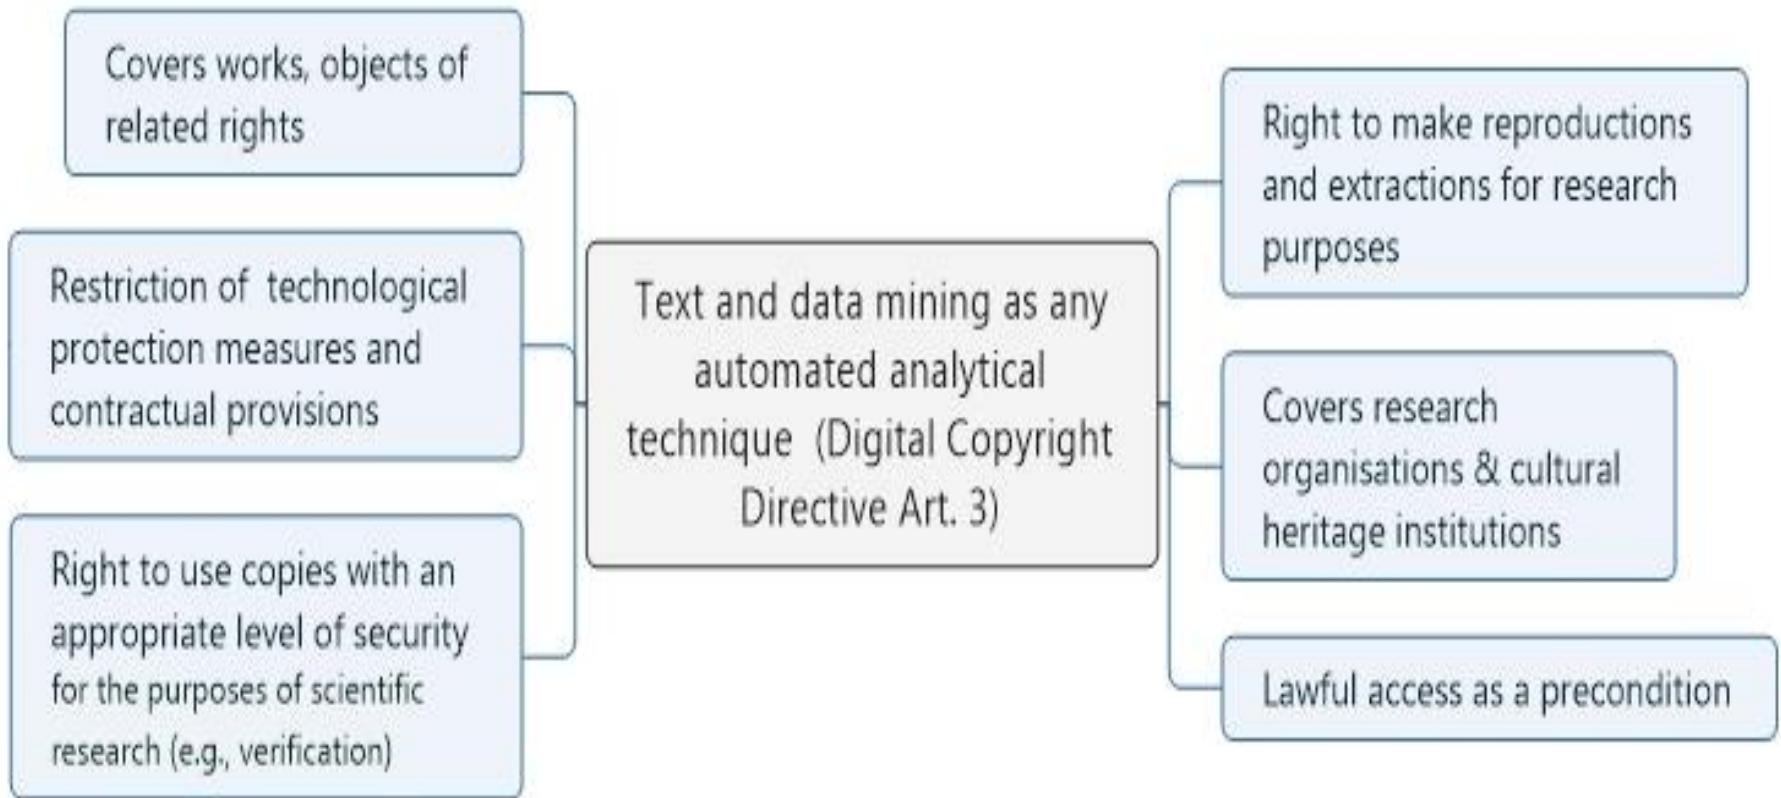 Covers works, objects of
related rights
Restriction of technological
protection measures and
contractual provisions
Right to use copies with an
appropriate level of security
for the purposes of scientific
research (e.g., verification)
Text and data mining as any
automated analytical
technique (Digital Copyright
Directive Art. 3)
Right to make reproductions
and extractions for research
purposes
Covers research
organisations & cultural
heritage institutions
Lawful access as a precondition